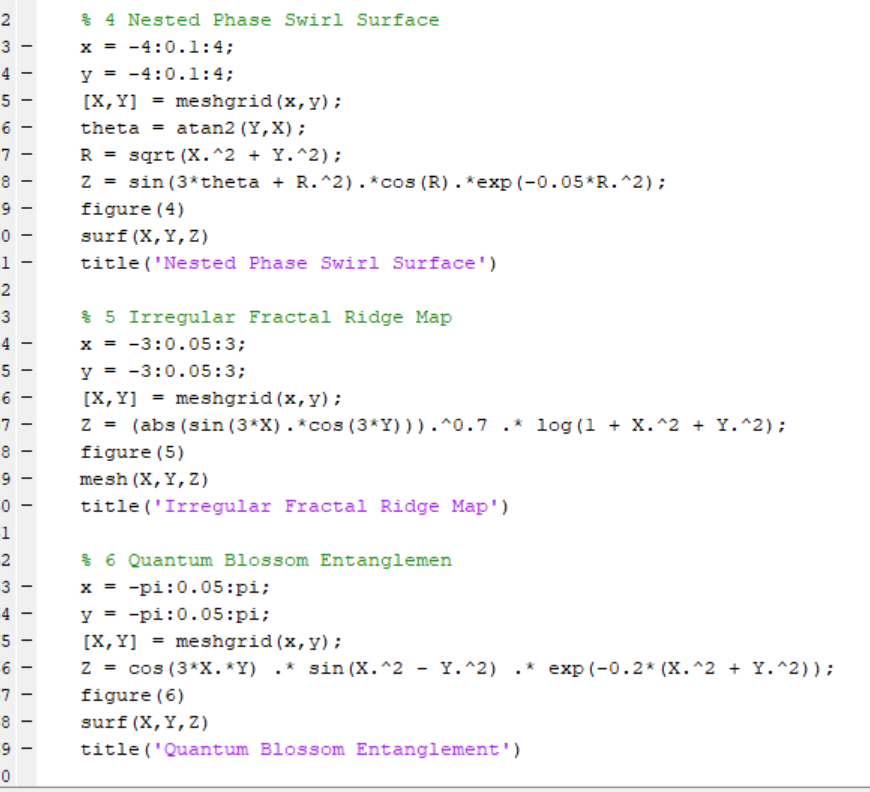 2 % 4 Nested Phase Swirl Surface
3 – x = -4:0.1:4;
4 – y = -4:0.1:4;
5 – [X,Y] = meshgrid(x,y);
6 – theta = atan2(Y,X);
7 – R = sqrt(X.^2 + Y.^2);
8 – Z = sin(3*theta + R.^2).*cos(R).*exp(-0.05*R.^2);
9 – figure(4)
0 – surf(X,Y,Z)
1 – title('Nested Phase Swirl Surface')
2
3 % 5 Irregular Fractal Ridge Map
4 – x = -3:0.05:3;
5 – y = -3:0.05:3;
6 – [X,Y] = meshgrid(x,y);
7 – Z = (abs(sin(3*X).*cos(3*Y))).^0.7 .* log(1 + X.^2 + Y.^2);
8 – figure(5)
9 – mesh(X,Y,Z)
0 – title('Irregular Fractal Ridge Map')
1
2 % 6 Quantum Blossom Entanglemen
3 – x = -pi:0.05:pi;
4 – y = -pi:0.05:pi;
5 – [X,Y] = meshgrid(x,y);
6 – Z = cos(3*X.*Y) .* sin(X.^2 - Y.^2) .* exp(-0.2*(X.^2 + Y.^2));
7 – figure(6)
8 – surf(X,Y,Z)
9 – title('Quantum Blossom Entanglement')
0